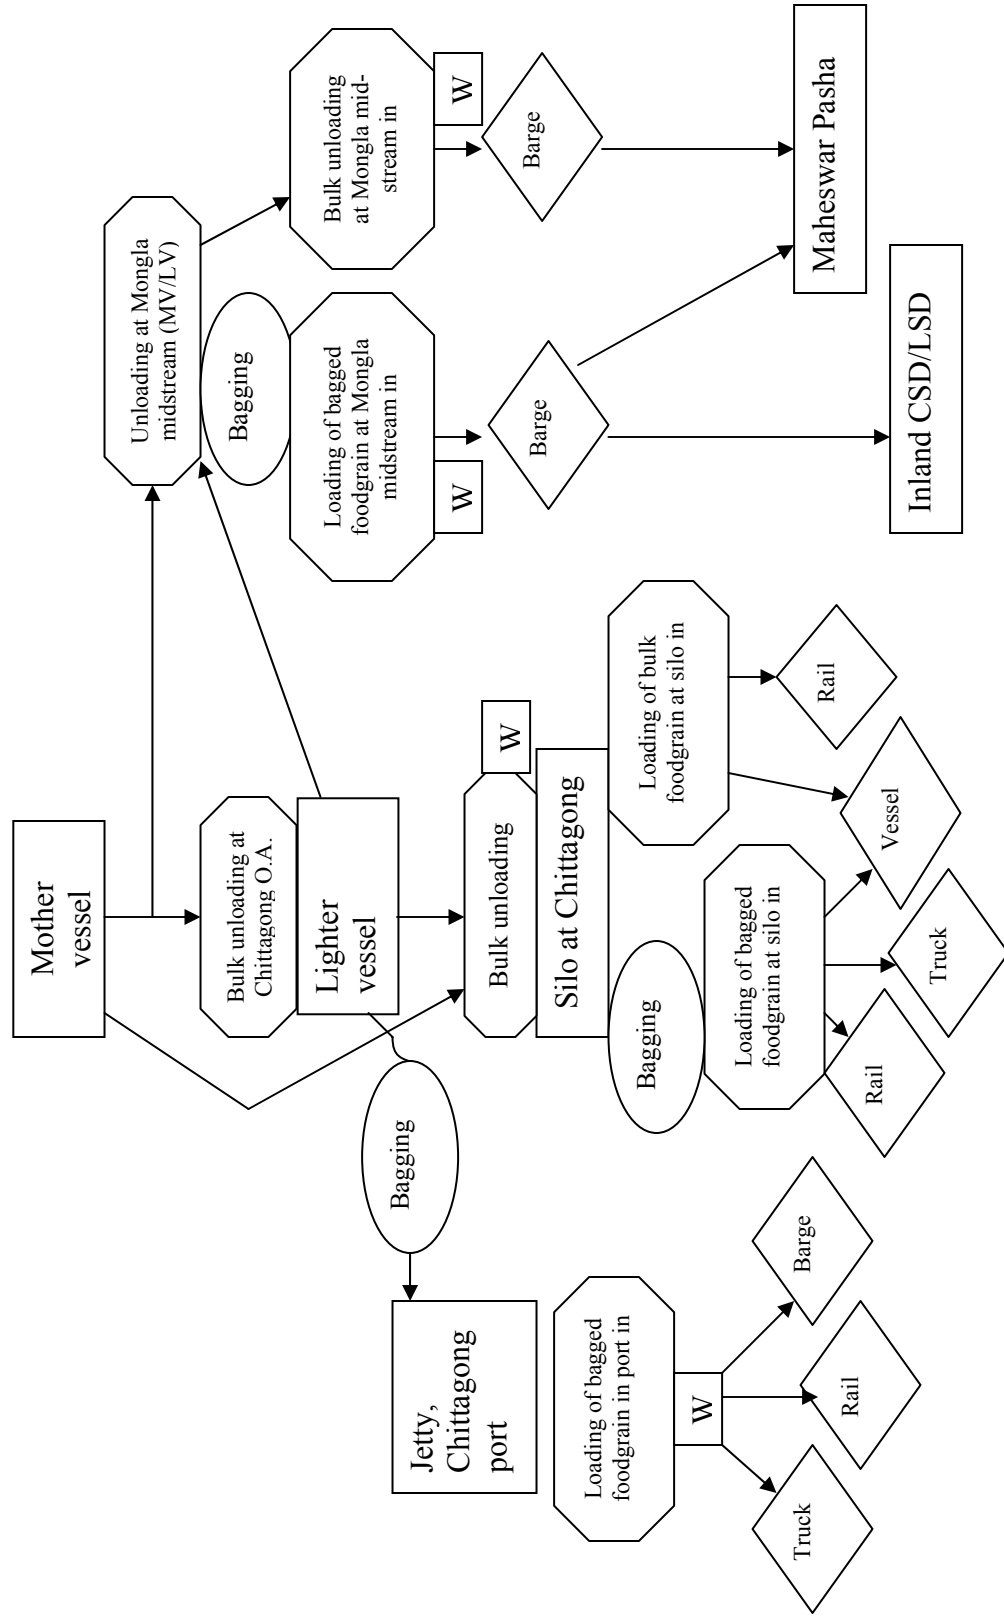 Mother
vessel
Unloading at Mongla
midstream (MV/LV)
Bulk unloading at
Chittagong O.A.
Bagging
Lighter
vessel
Loading of bagged
foodgrain at Mongla
midstream in
Bulk unloading
at Mongla mid-
stream in
Bagging
W
W
Jetty,
Chittagong
port
Bulk unloading
W
Barge
Barge
Silo at Chittagong
Loading of bagged
foodgrain in port in
Bagging
Loading of bulk
foodgrain at silo in
W
Loading of bagged
foodgrain at silo in
Truck
Barge
Rail
Maheswar Pasha
Rail
Rail
Vessel
Truck
Inland CSD/LSD